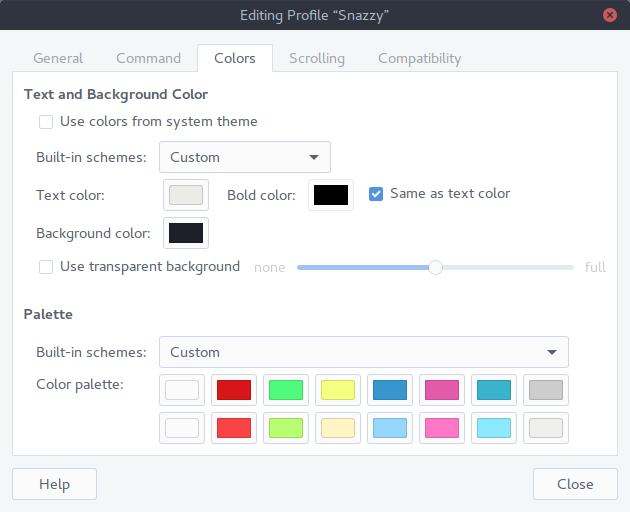 Editing Profile “Snazzy”
General Command Colors Scrolling Compatibility
Text and Background Color
Use colors from system theme
Built-in schemes: Custom
Text color: Bold color: Same as text color
Background color:
Use transparent background none full
Palette
Built-in schemes: Custom
Color palette:
Help Close